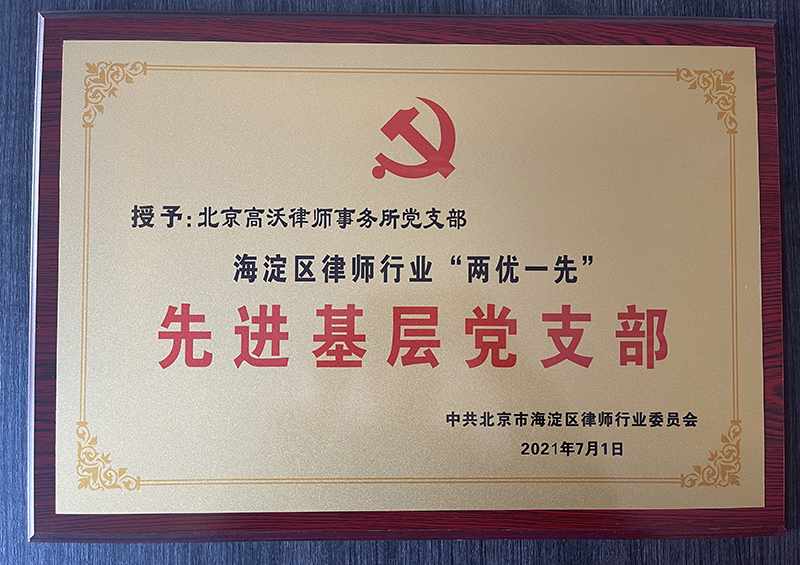 授予:北京高沃律师事务所党支部
海淀区律师行业“两优一先”
先进基层党支部
中共北京市海淀区律师行业委员会
2021年7月1日